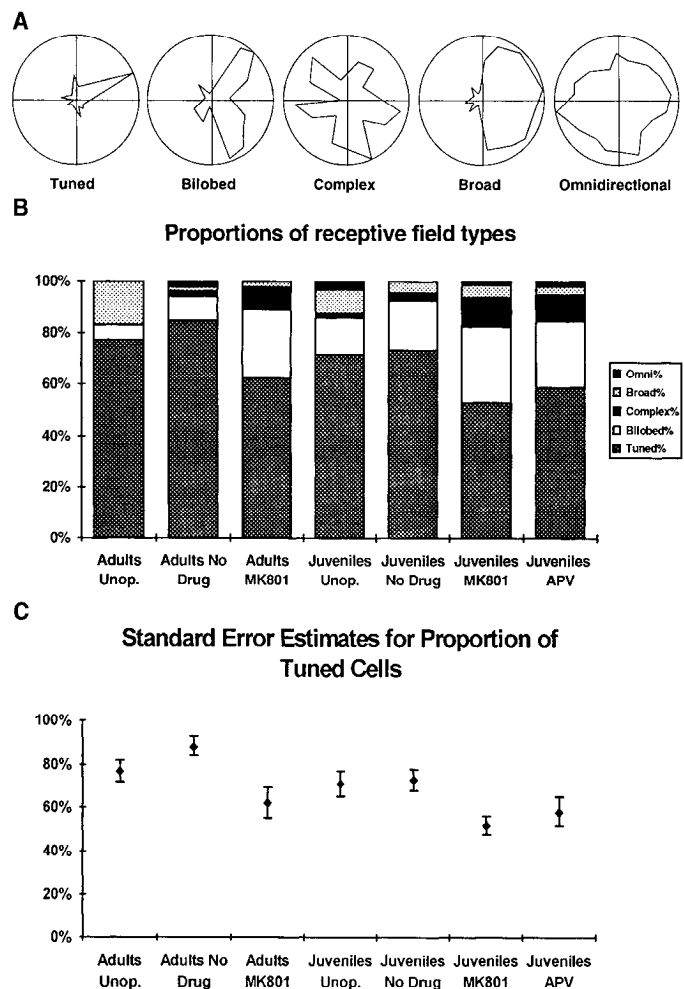 A
Tuned
Bilobed
Complex
Broad
Omnidirectional
B
Proportions of receptive field types
100%
80%
60%
40%
20%
0%
Omni%
Broad%
Complex%
Bilobed%
Tuned%
Adults Unop.
Adults No Drug
Adults MK801
Juveniles Unop.
Juveniles No Drug
Juveniles MK801
Juveniles APV
C
Standard Error Estimates for Proportion of
Tuned Cells
100%
80%
60%
40%
20%
0%
Adults Unop.
Adults No Drug
Adults MK801
Juveniles Unop.
Juveniles No Drug
Juveniles MK801
Juveniles APV